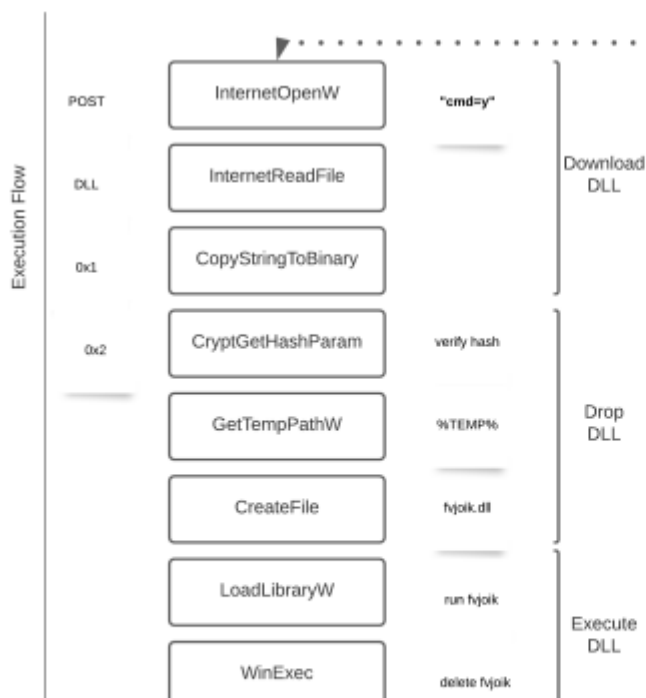 Execution Flow
POST
InternetOpenW
"cmd=y"
DLL
InternetReadFile
Download
DLL
0x1
CopyStringToBinary
0x2
CryptGetHashParam
verify hash
GetTempPathW
%TEMP%
Drop
DLL
CreateFile
fvjoik.dll
LoadLibraryW
run fvjoik
Execute
DLL
WinExec
delete fvjoik